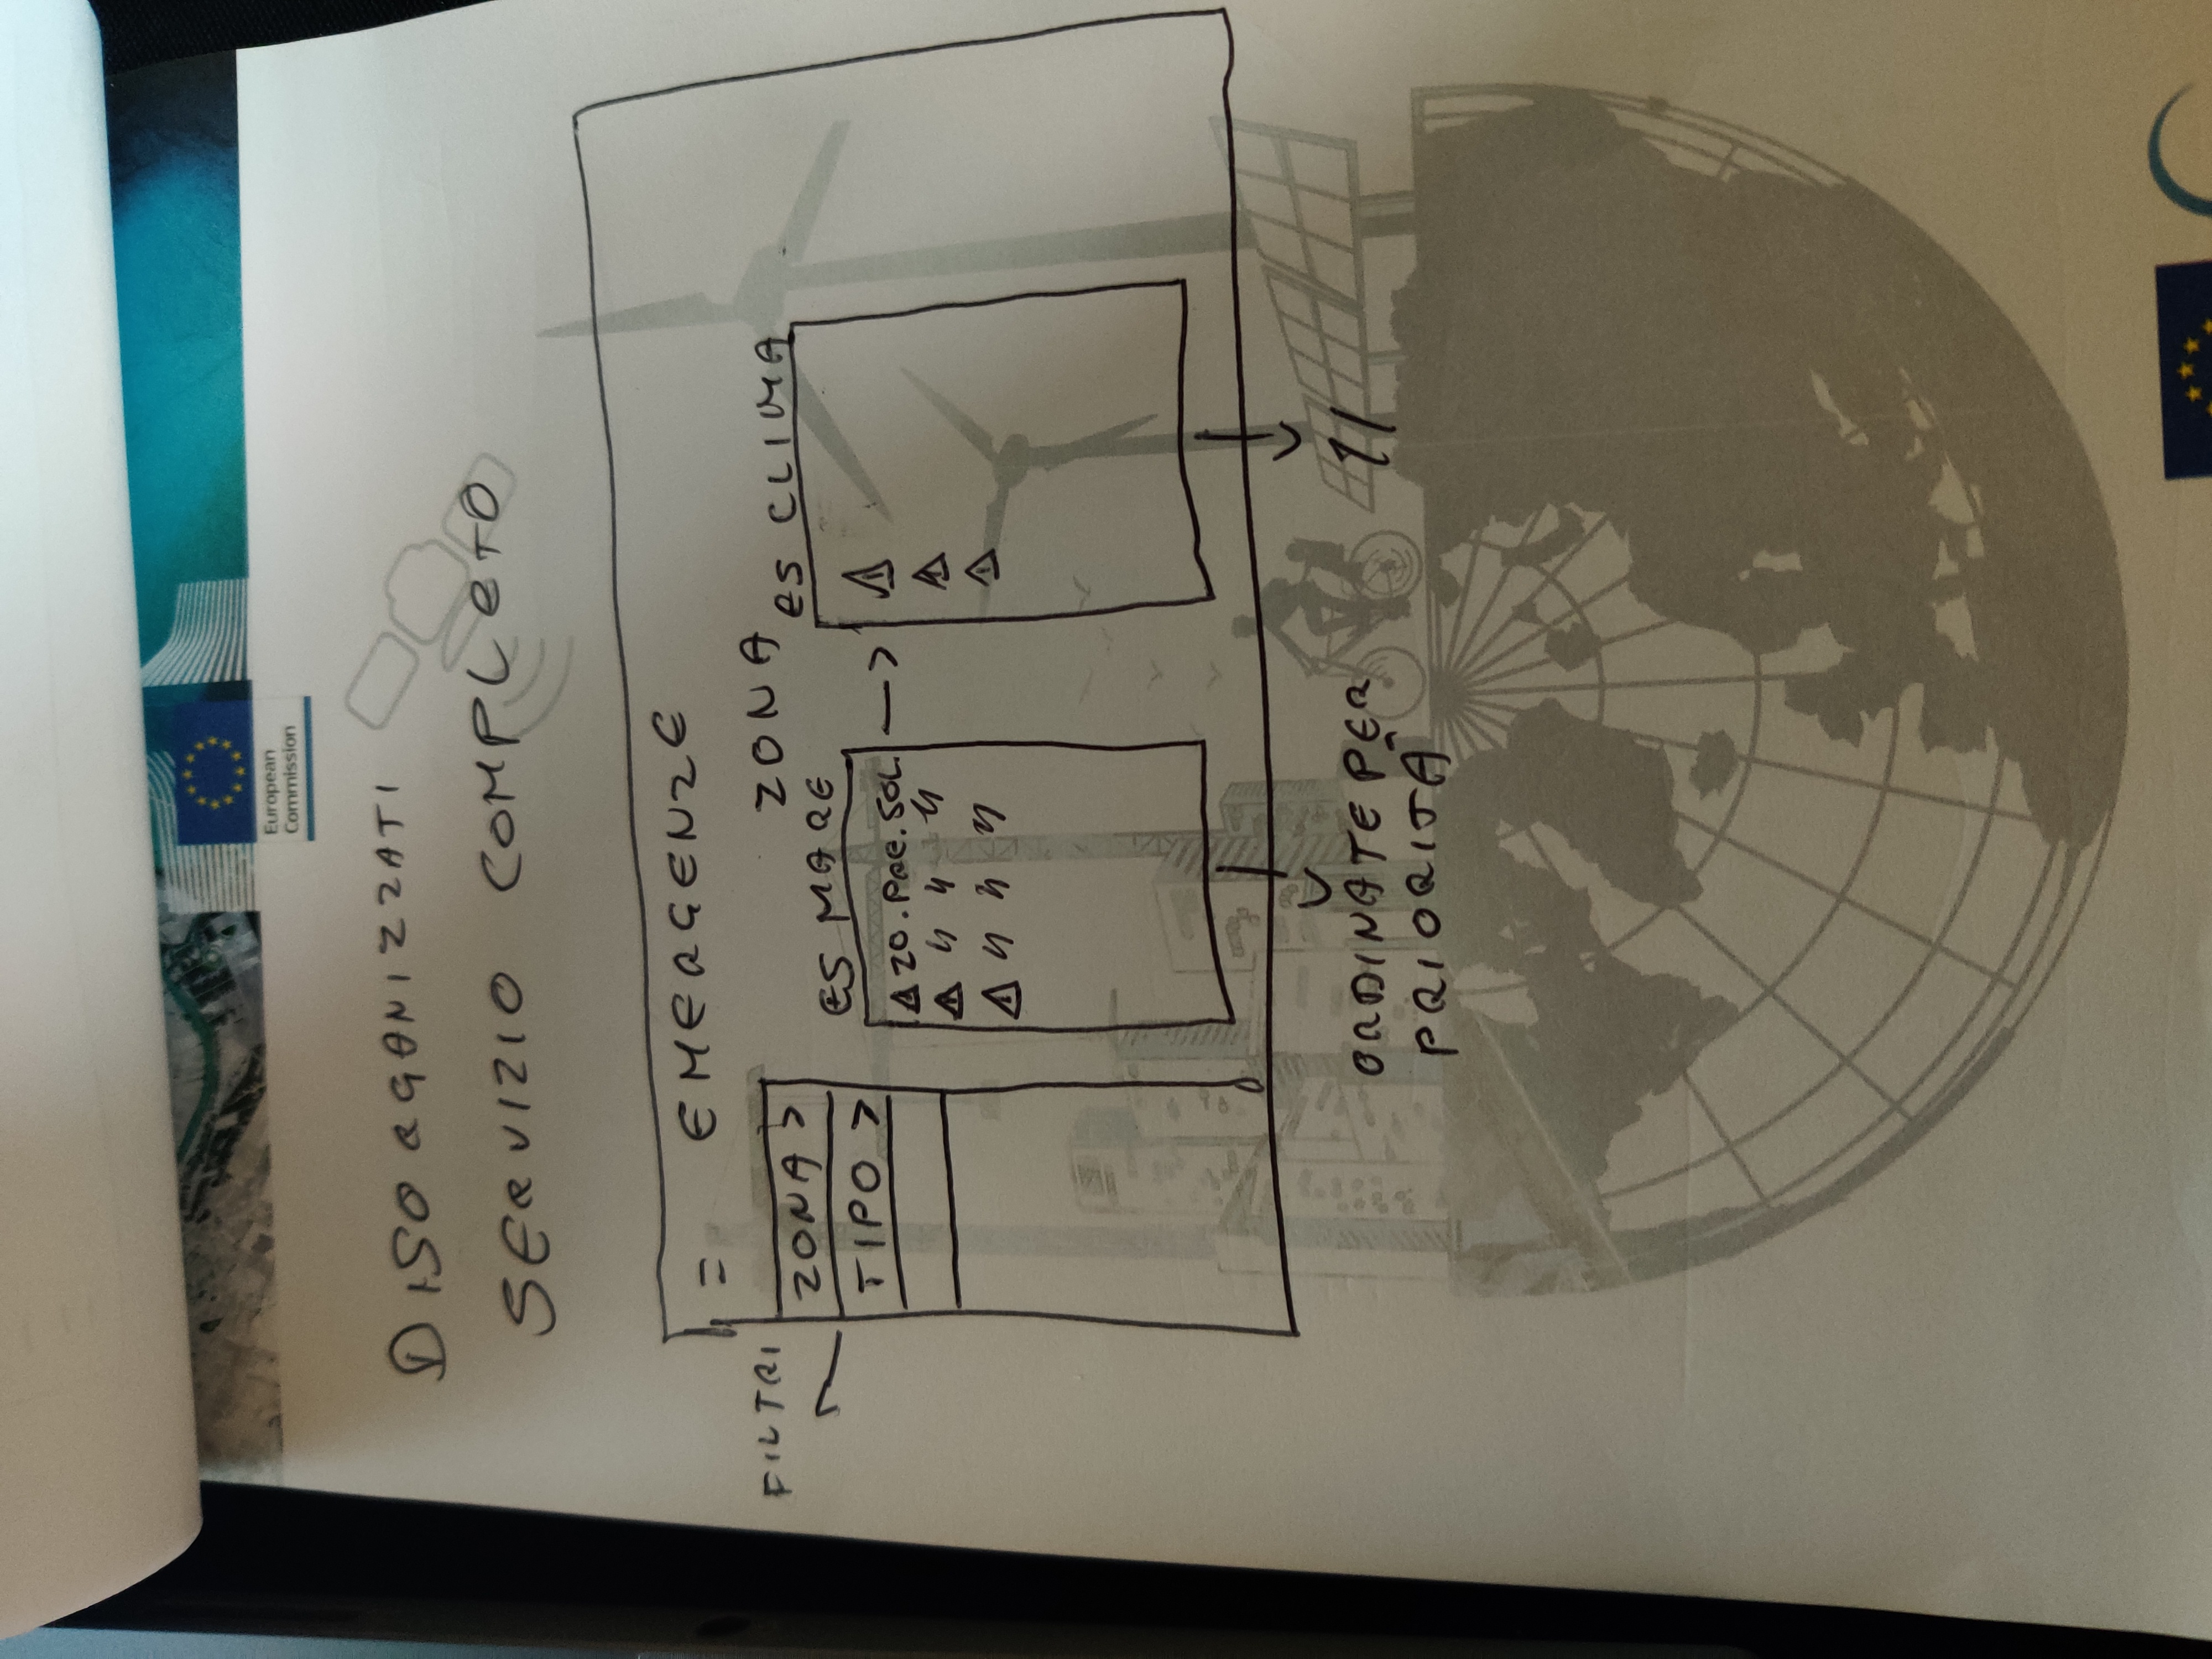 European
Commission
DISORGANIZZATI
SERVIZIO COMPLETO
= EMERGENZE
FILTRI
ZONA >
TIPO >
ZONA
ES MARE
ES CLIMA
ZO. PRE. SOL.
" " "
" " "
ORDINATE PER
PRIORITÀ
"